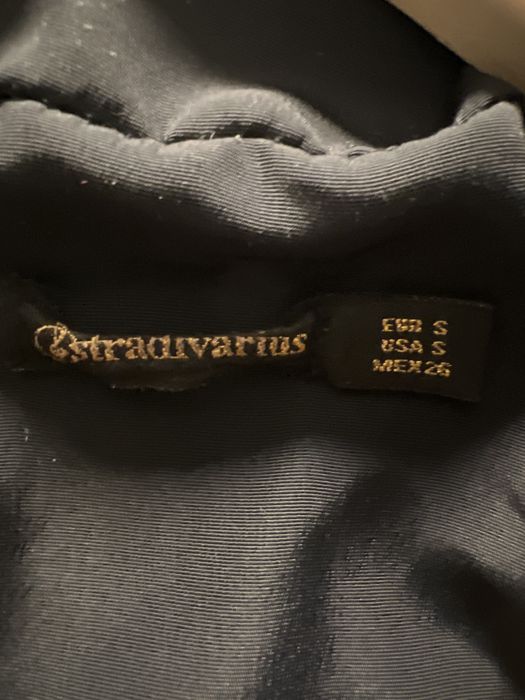 stradivarius
EUR S
USA S
MEX 26